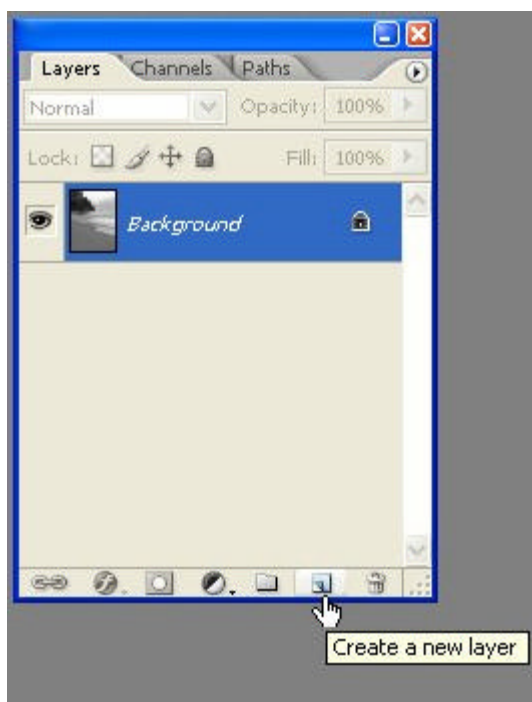 Layers Channels Paths
Normal Opacity: 100%
Lock: Fill: 100%
Background
Create a new layer